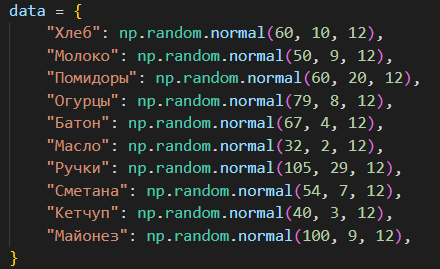 data = {
    "Хлеб": np.random.normal(60, 10, 12),
    "Молоко": np.random.normal(50, 9, 12),
    "Помидоры": np.random.normal(60, 20, 12),
    "Огурцы": np.random.normal(79, 8, 12),
    "Батон": np.random.normal(67, 4, 12),
    "Масло": np.random.normal(32, 2, 12),
    "Ручки": np.random.normal(105, 29, 12),
    "Сметана": np.random.normal(54, 7, 12),
    "Кетчуп": np.random.normal(40, 3, 12),
    "Майонез": np.random.normal(100, 9, 12),
}